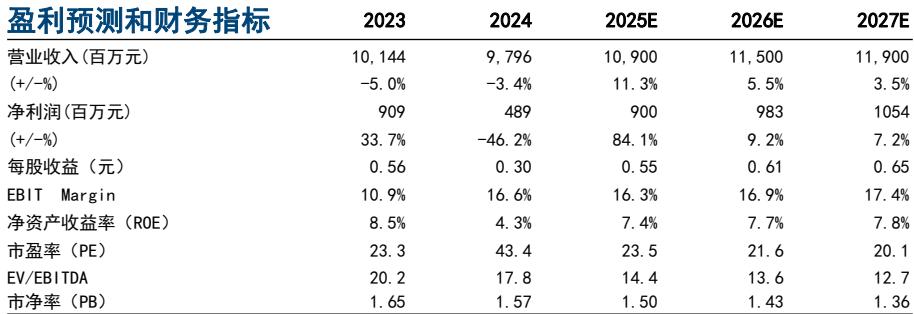 盈利预测和财务指标 2023 2024 2025E 2026E 2027E
营业收入(百万元) 10,144 9,796 10,900 11,500 11,900
(+/-%) -5.0% -3.4% 11.3% 5.5% 3.5%
净利润(百万元) 909 489 900 983 1054
(+/-%) 33.7% -46.2% 84.1% 9.2% 7.2%
每股收益（元） 0.56 0.30 0.55 0.61 0.65
EBIT Margin 10.9% 16.6% 16.3% 16.9% 17.4%
净资产收益率（ROE） 8.5% 4.3% 7.4% 7.7% 7.8%
市盈率（PE） 23.3 43.4 23.5 21.6 20.1
EV/EBITDA 20.2 17.8 14.4 13.6 12.7
市净率（PB） 1.65 1.57 1.50 1.43 1.36